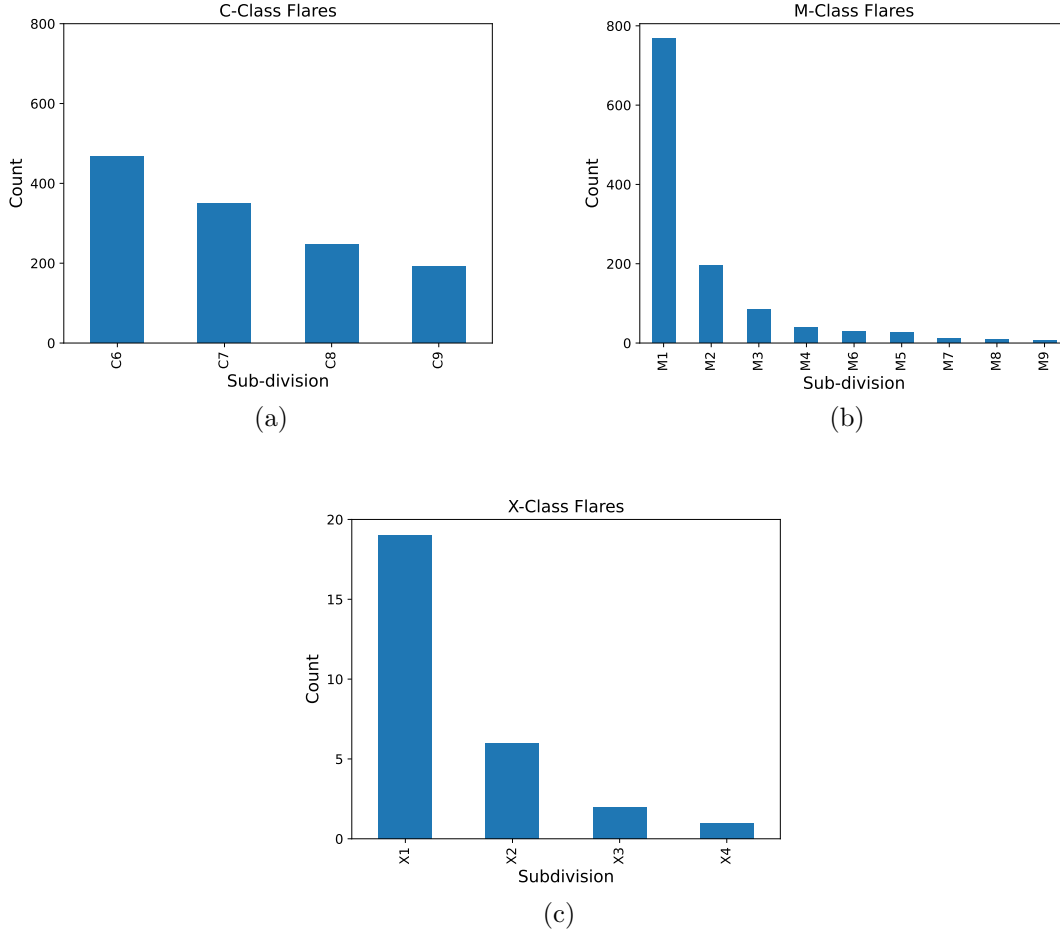 C-Class Flares
800
600
400
200
0
Count
C6 C7 C8 C9
Sub-division
(a)
M-Class Flares
800
600
400
200
0
Count
M1 M2 M3 M4 M6 M5 M7 M8 M9
Sub-division
(b)
X-Class Flares
20
15
10
5
0
Count
X1 X2 X3 X4
Subdivision
(c)